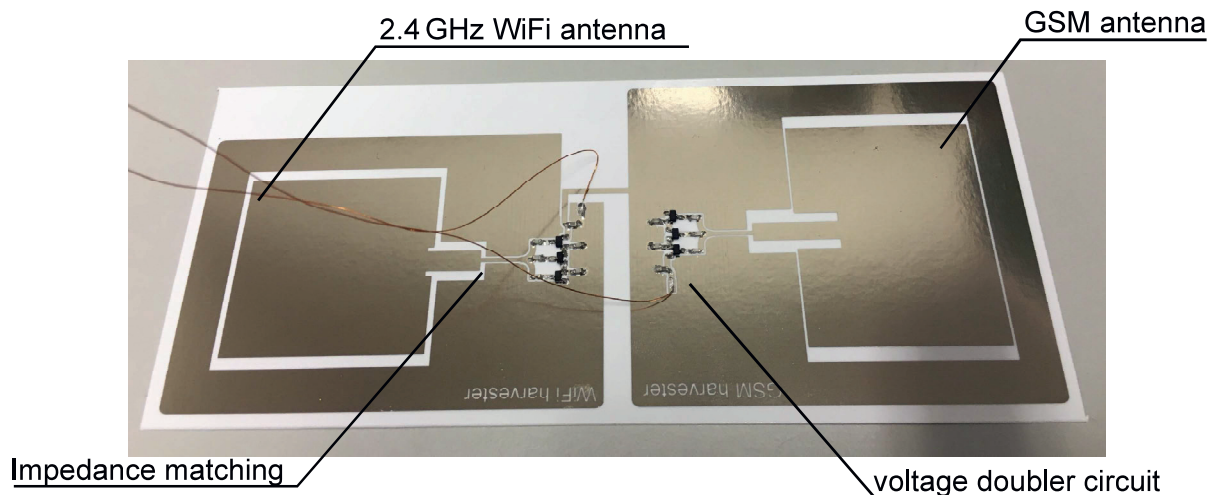 2.4 GHz WiFi antenna
GSM antenna
WiFi harvester
GSM harvester
Impedance matching
voltage doubler circuit